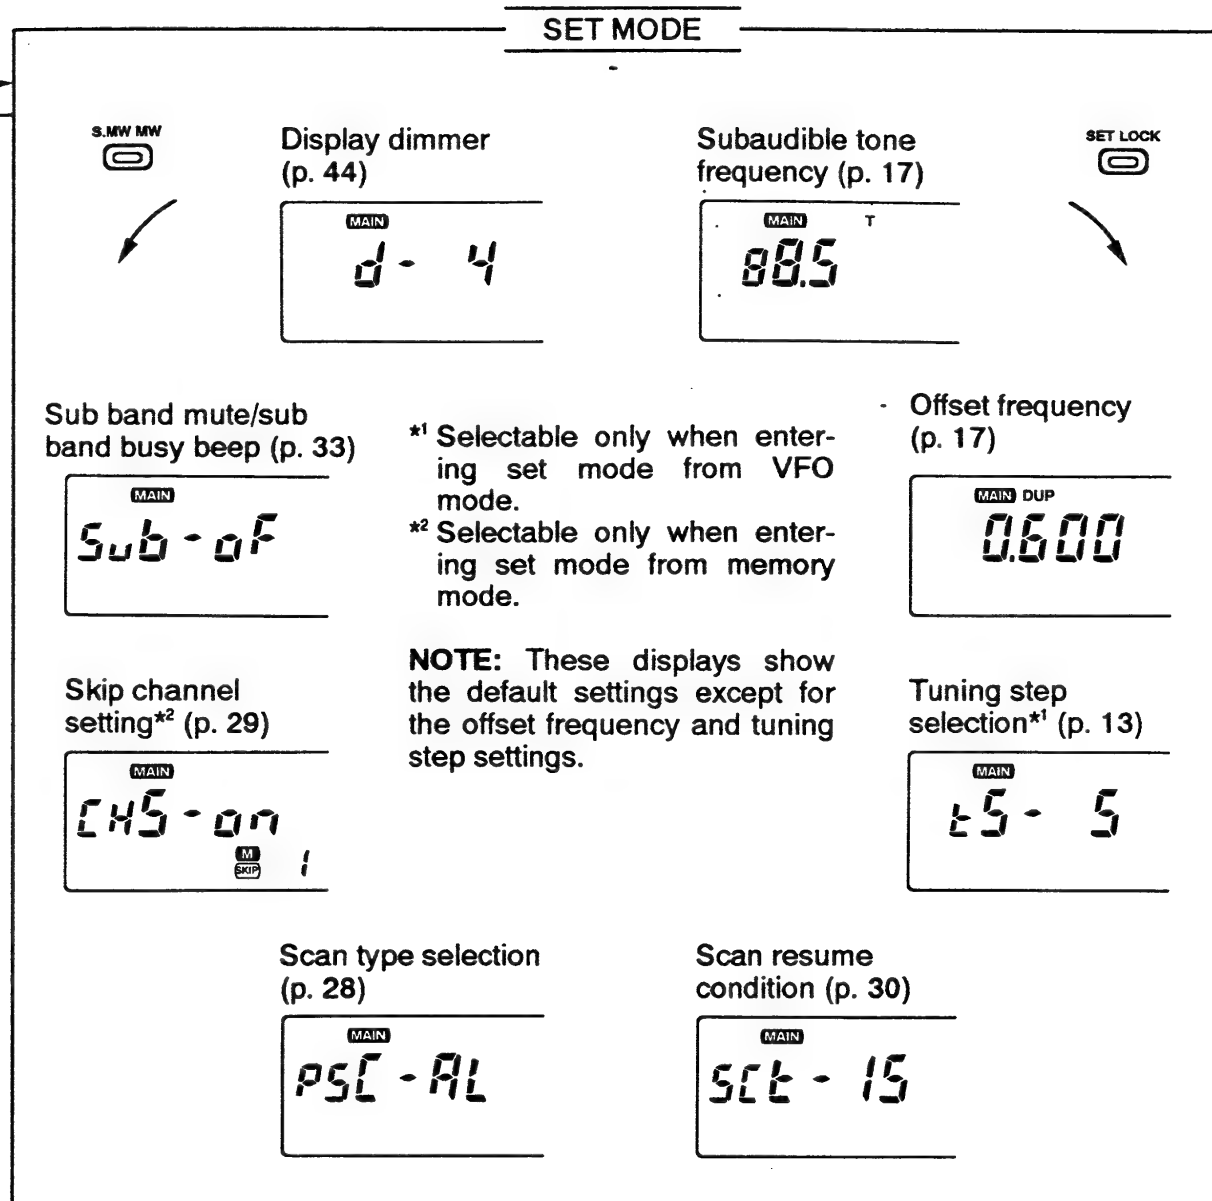 SET MODE
S.MW MW
Display dimmer
(p. 44)
MAIN
d- 4
Subaudible tone
frequency (p. 17)
MAIN T
88.5
SET LOCK
Sub band mute/sub
band busy beep (p. 33)
MAIN
Sub-oF
*1 Selectable only when enter-
ing set mode from VFO
mode.
*2 Selectable only when enter-
ing set mode from memory
mode.
NOTE: These displays show
the default settings except for
the offset frequency and tuning
step settings.
Offset frequency
(p. 17)
MAIN DUP
0.600
Skip channel
setting*2 (p. 29)
MAIN
CHS-on
M
SKIP 1
Tuning step
selection*1 (p. 13)
MAIN
tS- 5
Scan type selection
(p. 28)
MAIN
PSC-AL
Scan resume
condition (p. 30)
MAIN
SCt-15